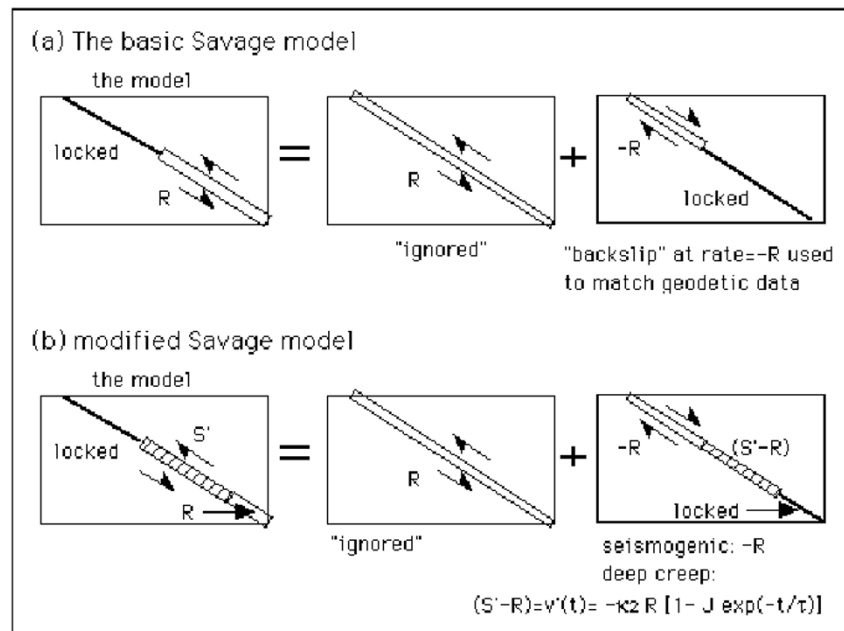 (a) The basic Savage model
the model
locked
R
=
R
"ignored"
+
-R
locked
"backslip" at rate=-R used
to match geodetic data
(b) modified Savage model
the model
locked
S'
R
=
R
"ignored"
+
-R
(S'-R)
locked
seismogenic: -R
deep creep:
(S'-R)=v'(t)= -κz R [1- J exp(-t/τ)]